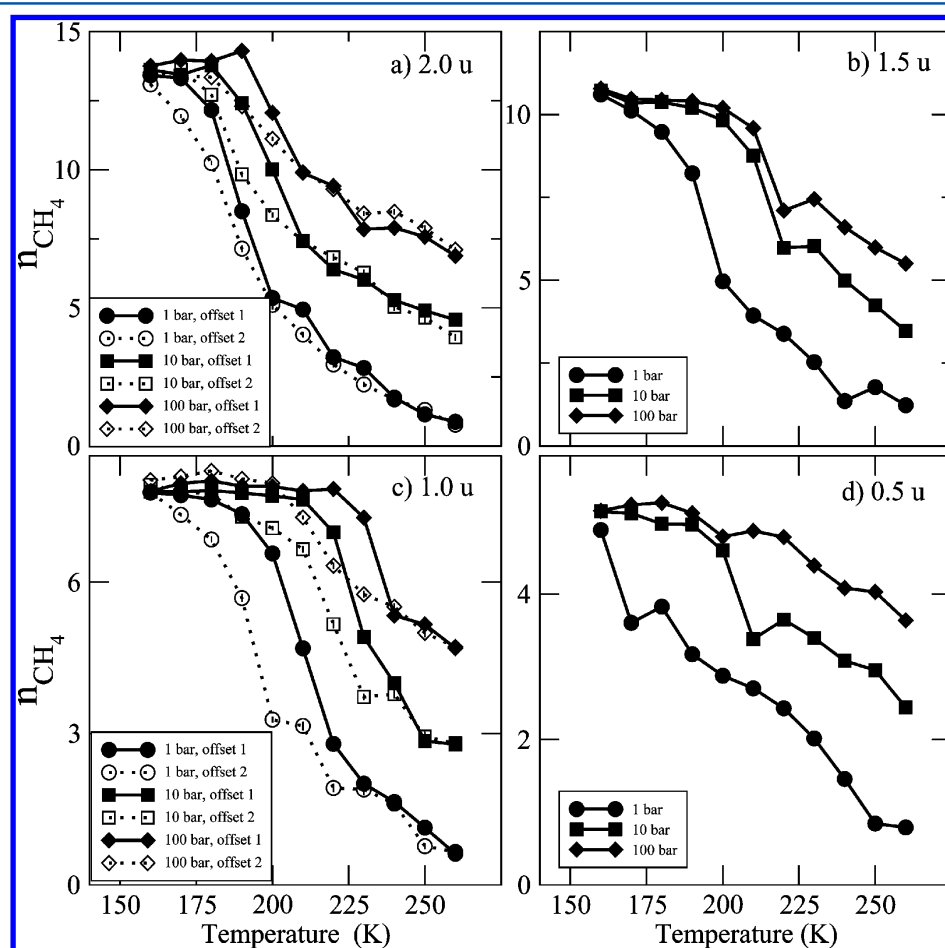 a) 2.0 u
15
10
5
0
n_CH4
1 bar, offset 1
1 bar, offset 2
10 bar, offset 1
10 bar, offset 2
100 bar, offset 1
100 bar, offset 2
b) 1.5 u
10
5
0
1 bar
10 bar
100 bar
c) 1.0 u
6
3
0
n_CH4
1 bar, offset 1
1 bar, offset 2
10 bar, offset 1
10 bar, offset 2
100 bar, offset 1
100 bar, offset 2
150 175 200 225 250
Temperature (K)
d) 0.5 u
4
2
0
1 bar
10 bar
100 bar
150 175 200 225 250
Temperature (K)